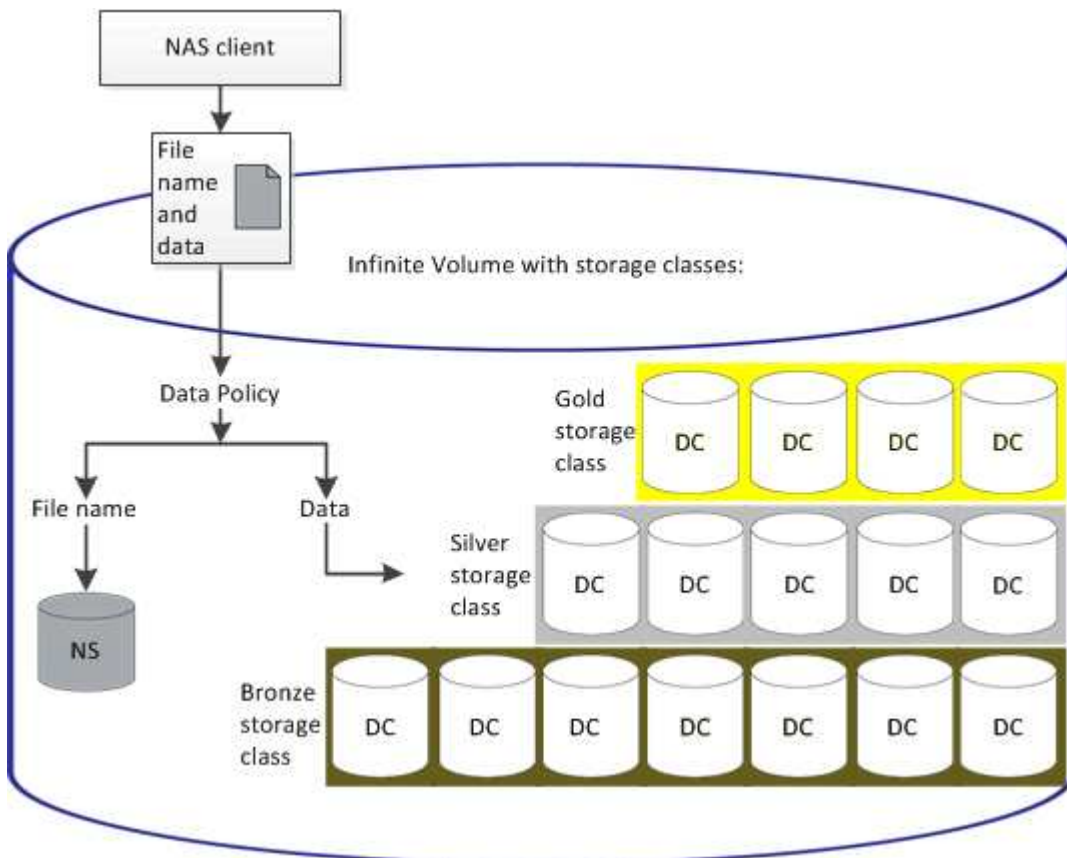 NAS client
File
name
and
data
Infinite Volume with storage classes:
Data Policy
File name
Data
NS
Gold
storage
class
DC DC DC DC
Silver
storage
class
DC DC DC DC DC
Bronze
storage
class
DC DC DC DC DC DC DC